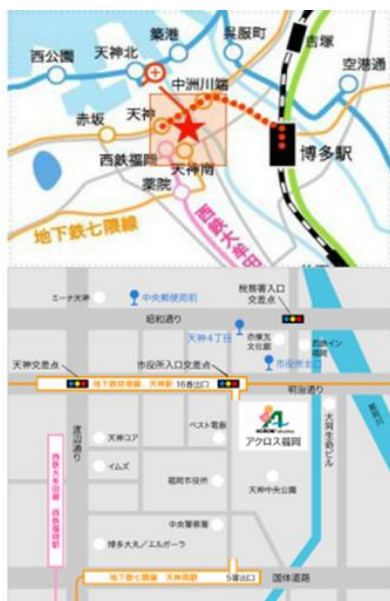 築港
呉服町
吉塚
西公園
天神北
空港通
中洲川端
天神
赤坂
博多駅
西鉄福岡
天神南
薬院
地下鉄七隈線
西鉄大牟田
税務署入口
交差点
ミーナ天神
中央郵便局前
昭和通り
天神4丁目
赤煉瓦
文化館
西鉄イン
福岡
市役所北口
天神交差点
市役所入口交差点
地下鉄空港線 天神駅 16番出口
明治通り
渡辺通り
天神コア
ベスト電器
アクロス福岡
大同生命ビル
イムズ
福岡市役所
天神中央公園
西鉄大牟田線 西鉄福岡駅
中央警察署
博多大丸/エルガーラ
地下鉄七隈線 天神南駅 5番出口
国体道路